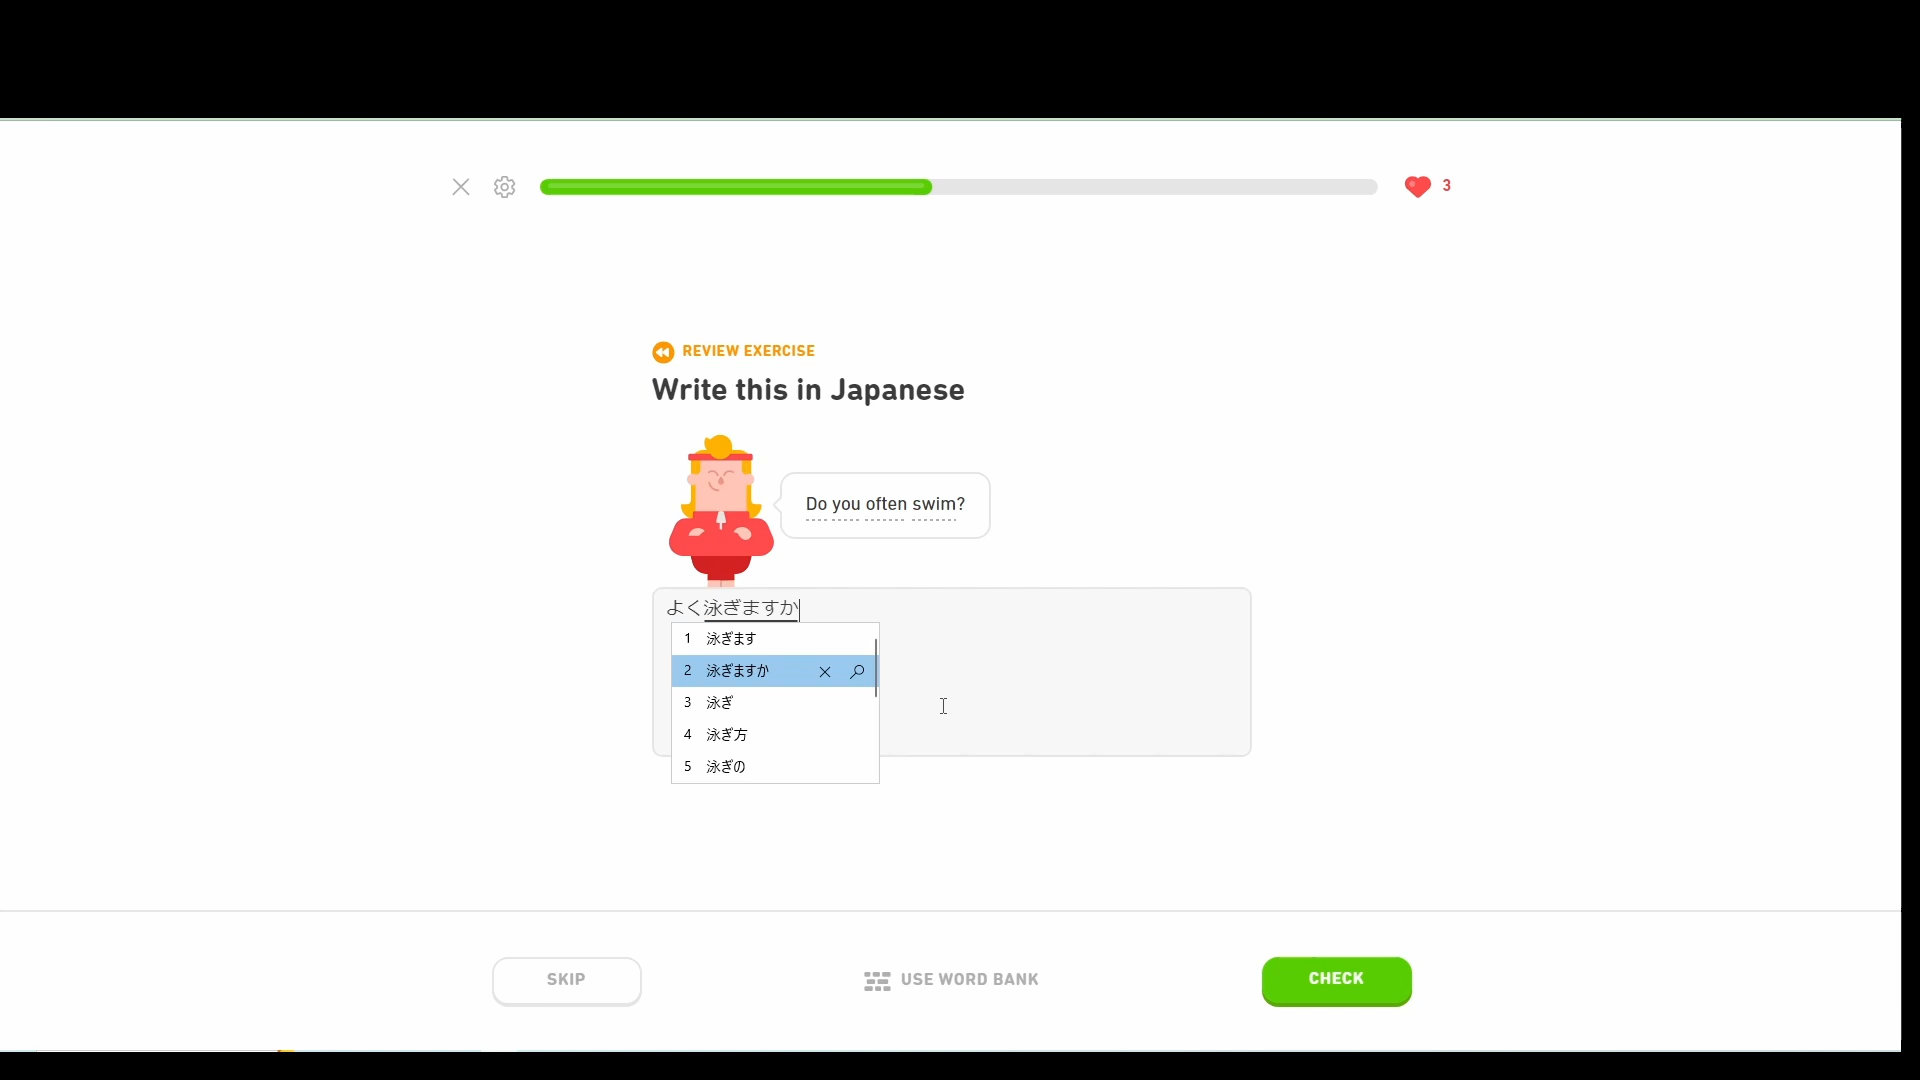 3
REVIEW EXERCISE
Write this in Japanese
Do you often swim?
よく泳ぎますか
1 泳ぎます
2 泳ぎますか
3 泳ぎ
4 泳ぎ方
5 泳ぎの
SKIP
USE WORD BANK
CHECK